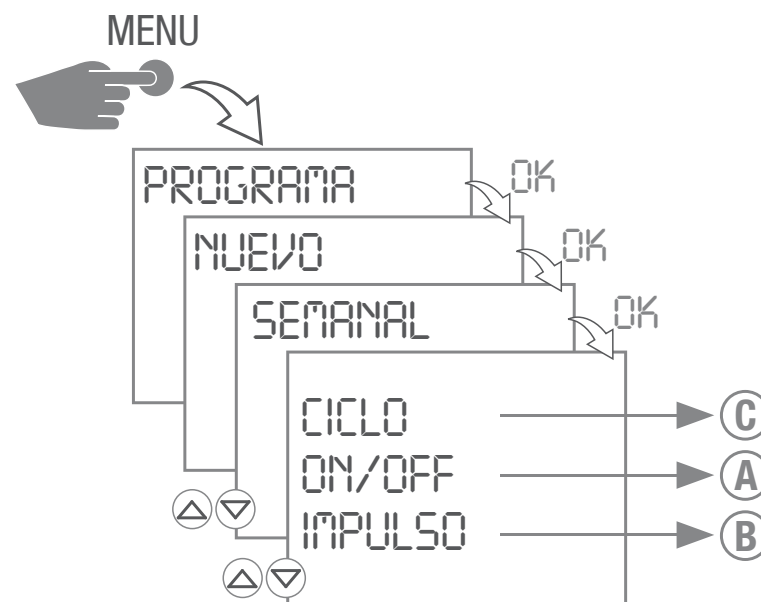 MENU
PROGRAMA
OK
NUEVO
OK
SEMANAL
OK
CICLO C
ON/OFF A
IMPULSO B